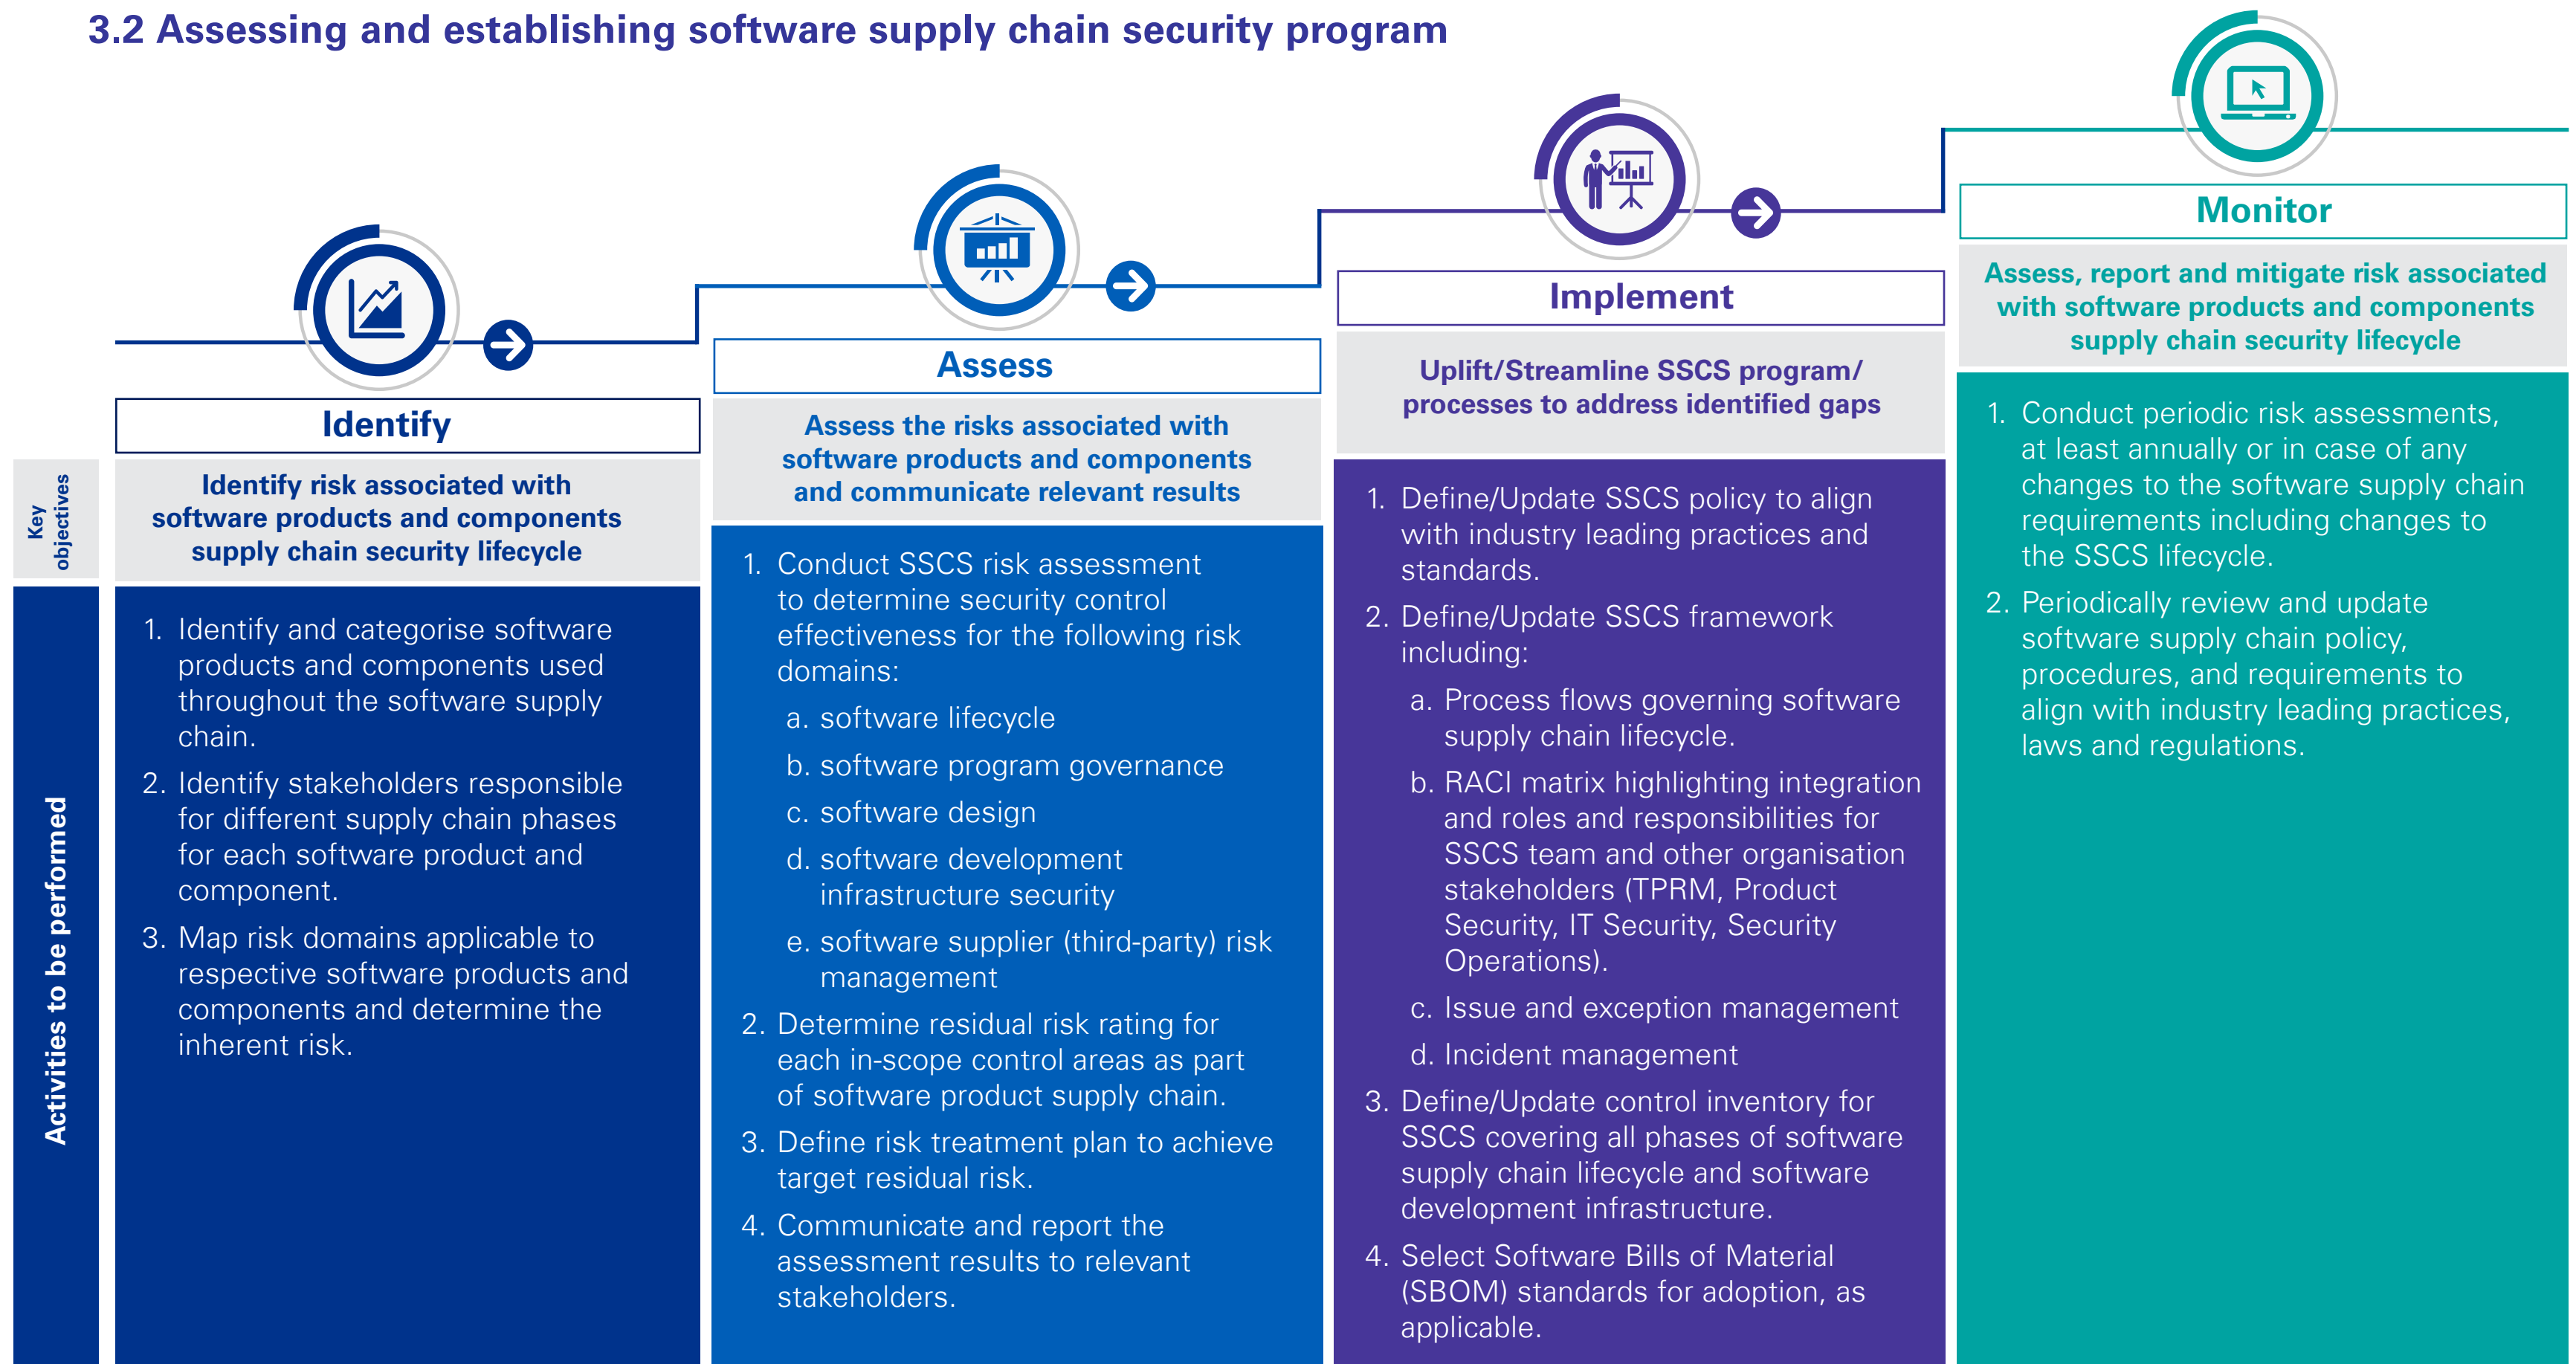 3.2 Assessing and establishing software supply chain security program
Key
objectives
Activities to be performed
Identify
Identify risk associated with
software products and components
supply chain security lifecycle
1. Identify and categorise software
products and components used
throughout the software supply
chain.
2. Identify stakeholders responsible
for different supply chain phases
for each software product and
component.
3. Map risk domains applicable to
respective software products and
components and determine the
inherent risk.
Assess
Assess the risks associated with
software products and components
and communicate relevant results
1. Conduct SSCS risk assessment
to determine security control
effectiveness for the following risk
domains:
a. software lifecycle
b. software program governance
c. software design
d. software development
infrastructure security
e. software supplier (third-party) risk
management
2. Determine residual risk rating for
each in-scope control areas as part
of software product supply chain.
3. Define risk treatment plan to achieve
target residual risk.
4. Communicate and report the
assessment results to relevant
stakeholders.
Implement
Uplift/Streamline SSCS program/
processes to address identified gaps
1. Define/Update SSCS policy to align
with industry leading practices and
standards.
2. Define/Update SSCS framework
including:
a. Process flows governing software
supply chain lifecycle.
b. RACI matrix highlighting integration
and roles and responsibilities for
SSCS team and other organisation
stakeholders (TPRM, Product
Security, IT Security, Security
Operations).
c. Issue and exception management
d. Incident management
3. Define/Update control inventory for
SSCS covering all phases of software
supply chain lifecycle and software
development infrastructure.
4. Select Software Bills of Material
(SBOM) standards for adoption, as
applicable.
Monitor
Assess, report and mitigate risk associated
with software products and components
supply chain security lifecycle
1. Conduct periodic risk assessments,
at least annually or in case of any
changes to the software supply chain
requirements including changes to
the SSCS lifecycle.
2. Periodically review and update
software supply chain policy,
procedures, and requirements to
align with industry leading practices,
laws and regulations.